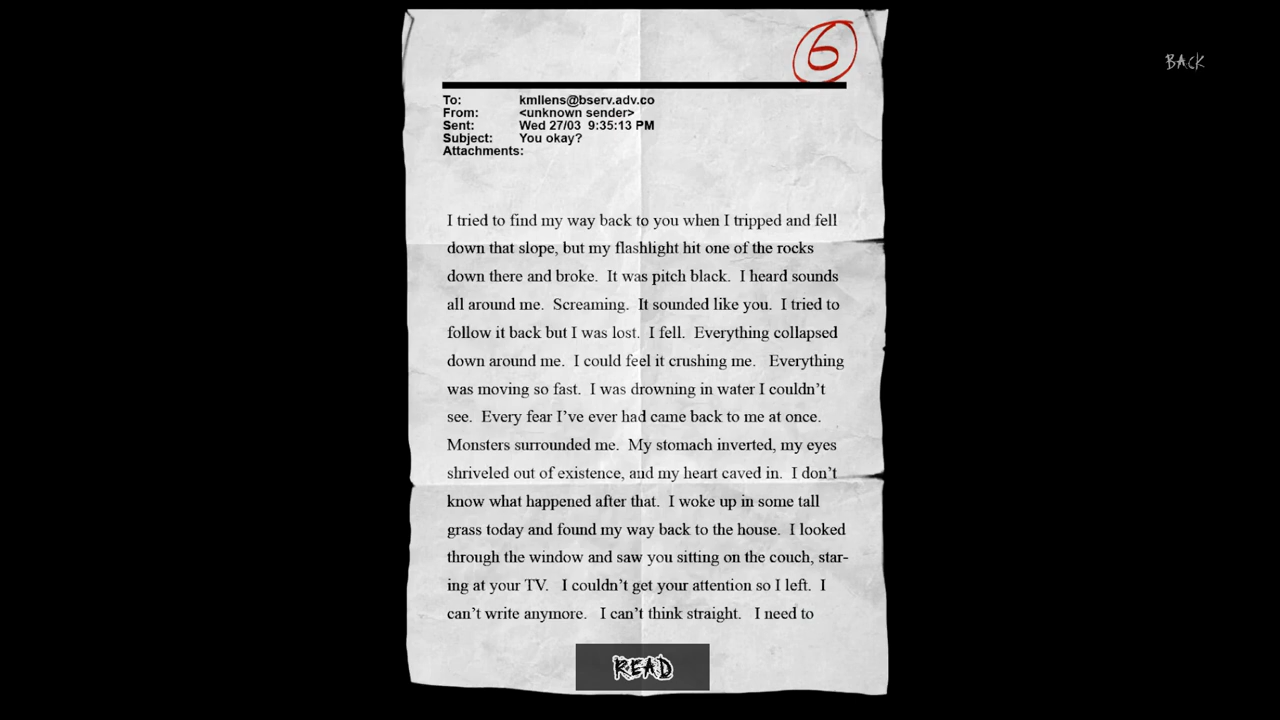 6
BACK
To: kmllens@bserv.adv.co
From: <unknown sender>
Sent: Wed 27/03 9:35:13 PM
Subject: You okay?
Attachments:
I tried to find my way back to you when I tripped and fell
down that slope, but my flashlight hit one of the rocks
down there and broke.  It was pitch black.  I heard sounds
all around me.  Screaming.  It sounded like you.  I tried to
follow it back but I was lost.  I fell.  Everything collapsed
down around me.  I could feel it crushing me.   Everything
was moving so fast.  I was drowning in water I couldn't
see.  Every fear I've ever had came back to me at once.
Monsters surrounded me.  My stomach inverted, my eyes
shriveled out of existence, and my heart caved in.  I don't
know what happened after that.  I woke up in some tall
grass today and found my way back to the house.  I looked
through the window and saw you sitting on the couch, star-
ing at your TV.   I couldn't get your attention so I left.  I
can't write anymore.   I can't think straight.   I need to
READ